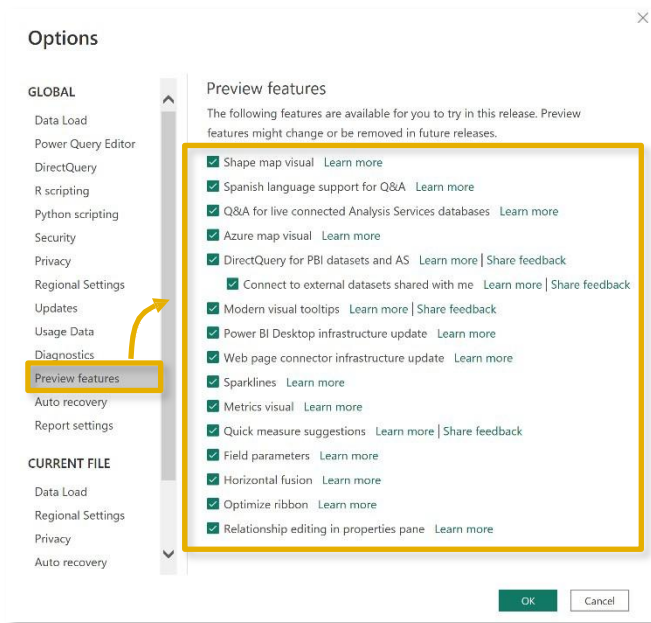 Options
GLOBAL
Data Load
Power Query Editor
DirectQuery
R scripting
Python scripting
Security
Privacy
Regional Settings
Updates
Usage Data
Diagnostics
Preview features
Auto recovery
Report settings
CURRENT FILE
Data Load
Regional Settings
Privacy
Auto recovery
Preview features
The following features are available for you to try in this release. Preview
features might change or be removed in future releases.
Shape map visual Learn more
Spanish language support for Q&A Learn more
Q&A for live connected Analysis Services databases Learn more
Azure map visual Learn more
DirectQuery for PBI datasets and AS Learn more | Share feedback
Connect to external datasets shared with me Learn more | Share feedback
Modern visual tooltips Learn more | Share feedback
Power BI Desktop infrastructure update Learn more
Web page connector infrastructure update Learn more
Sparklines Learn more
Metrics visual Learn more
Quick measure suggestions Learn more | Share feedback
Field parameters Learn more
Horizontal fusion Learn more
Optimize ribbon Learn more
Relationship editing in properties pane Learn more
OK
Cancel